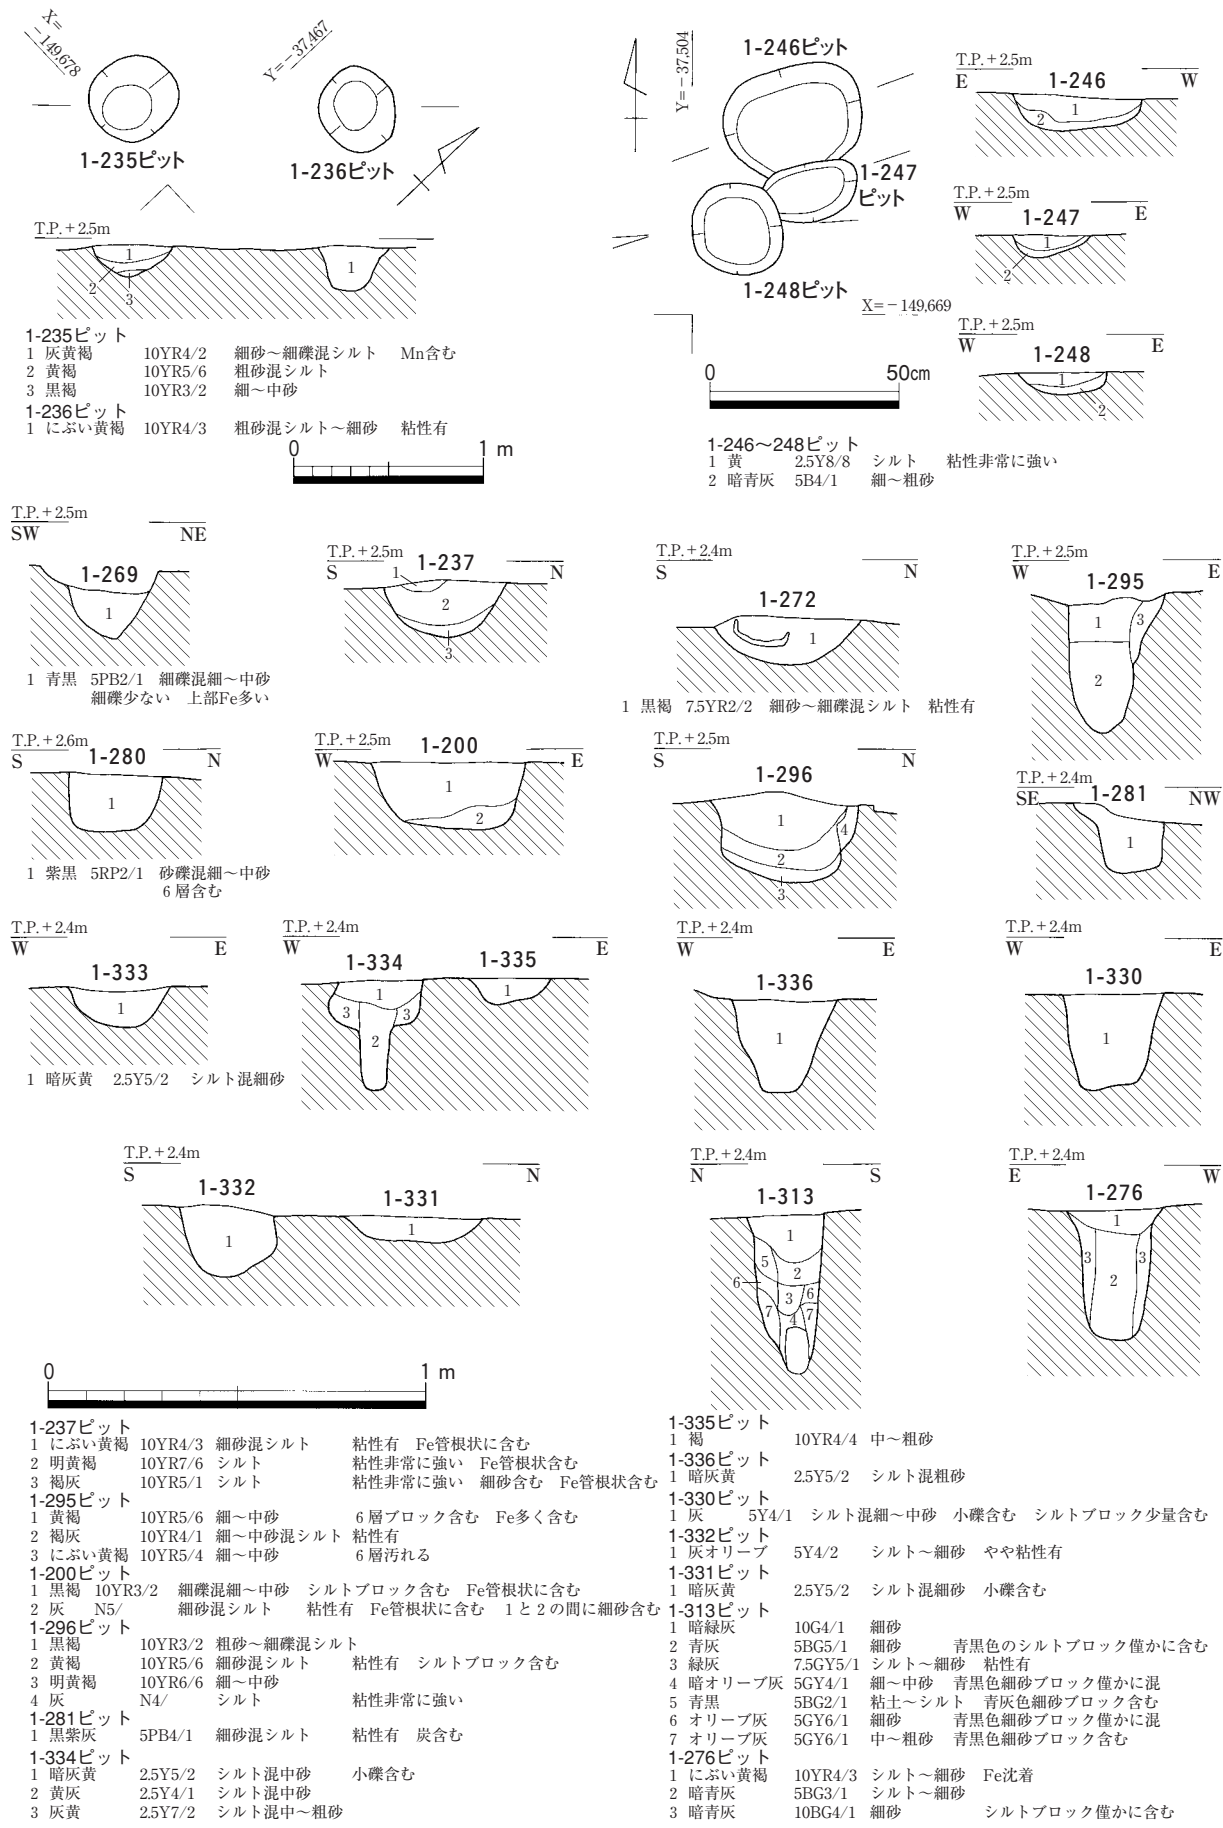 X=
-149,678
Y=-37,467
1-235ピット
1-236ピット
T.P.+2.5m
1
2
3
1
1-235ピット
1 灰黄褐 10YR4/2 細砂～細礫混シルト Mn含む
2 黄褐 10YR5/6 粗砂混シルト
3 黒褐 10YR3/2 細～中砂
1-236ピット
1 にぶい黄褐 10YR4/3 粗砂混シルト～細砂 粘性有
0 1 m
Y=-37,504
1-246ピット
1-247
ピット
1-248ピット
X=-149,669
0 50cm
T.P.+2.5m
E 1-246 W
1
2
T.P.+2.5m
W 1-247 E
1
2
T.P.+2.5m
W 1-248 E
1
2
1-246～248ピット
1 黄 2.5Y8/8 シルト 粘性非常に強い
2 暗青灰 5B4/1 細～粗砂
T.P.+2.5m
SW NE
1-269
1
1 青黒 5PB2/1 細礫混細～中砂
細礫少ない 上部Fe多い
T.P.+2.5m
S 1-237 N
1
2
3
T.P.+2.4m
S N
1-272
1
1 黒褐 7.5YR2/2 細砂～細礫混シルト 粘性有
T.P.+2.5m
W E
1-295
1 3
2
T.P.+2.6m
S 1-280 N
1
1 紫黒 5RP2/1 砂礫混細～中砂
6層含む
T.P.+2.5m
W 1-200 E
1
2
T.P.+2.5m
S N
1-296
1
4
2
3
T.P.+2.4m
SE 1-281 NW
1
T.P.+2.4m
W E
1-333
1
1 暗灰黄 2.5Y5/2 シルト混細砂
T.P.+2.4m
W E
1-334 1-335
1 1
3 3
2
T.P.+2.4m
W E
1-336
1
T.P.+2.4m
W E
1-330
1
T.P.+2.4m
S N
1-332 1-331
1 1
T.P.+2.4m
N S
1-313
1
5 2
6 3 6
7 7
4
T.P.+2.4m
E W
1-276
1
3 3
2
0 1 m
1-237ピット
1 にぶい黄褐 10YR4/3 細砂混シルト 粘性有 Fe管根状に含む
2 明黄褐 10YR7/6 シルト 粘性非常に強い Fe管根状含む
3 褐灰 10YR5/1 シルト 粘性非常に強い 細砂含む Fe管根状含む
1-295ピット
1 黄褐 10YR5/6 細～中砂 6層ブロック含む Fe多く含む
2 褐灰 10YR4/1 細～中砂混シルト 粘性有
3 にぶい黄褐 10YR5/4 細～中砂 6層汚れる
1-200ピット
1 黒褐 10YR3/2 細礫混細～中砂 シルトブロック含む Fe管根状に含む
2 灰 N5/ 細砂混シルト 粘性有 Fe管根状に含む 1と2の間に細砂含む
1-296ピット
1 黒褐 10YR3/2 粗砂～細礫混シルト
2 黄褐 10YR5/6 細砂混シルト 粘性有 シルトブロック含む
3 明黄褐 10YR6/6 細～中砂
4 灰 N4/ シルト 粘性非常に強い
1-281ピット
1 黒紫灰 5PB4/1 細砂混シルト 粘性有 炭含む
1-334ピット
1 暗灰黄 2.5Y5/2 シルト混中砂 小礫含む
2 黄灰 2.5Y4/1 シルト混中砂
3 灰黄 2.5Y7/2 シルト混中～粗砂
1-335ピット
1 褐 10YR4/4 中～粗砂
1-336ピット
1 暗灰黄 2.5Y5/2 シルト混粗砂
1-330ピット
1 灰 5Y4/1 シルト混細～中砂 小礫含む シルトブロック少量含む
1-332ピット
1 灰オリーブ 5Y4/2 シルト～細砂 やや粘性有
1-331ピット
1 暗灰黄 2.5Y5/2 シルト混細砂 小礫含む
1-313ピット
1 暗緑灰 10G4/1 細砂
2 青灰 5BG5/1 細砂 青黒色のシルトブロック僅かに含む
3 緑灰 7.5GY5/1 シルト～細砂 粘性有
4 暗オリーブ灰 5GY4/1 細～中砂 青黒色細砂ブロック僅かに混
5 青黒 5BG2/1 粘土～シルト 青灰色細砂ブロック含む
6 オリーブ灰 5GY6/1 細砂 青黒色細砂ブロック僅かに混
7 オリーブ灰 5GY6/1 中～粗砂 青黒色細砂ブロック含む
1-276ピット
1 にぶい黄褐 10YR4/3 シルト～細砂 Fe沈着
2 暗青灰 5BG3/1 シルト～細砂
3 暗青灰 10BG4/1 細砂 シルトブロック僅かに含む